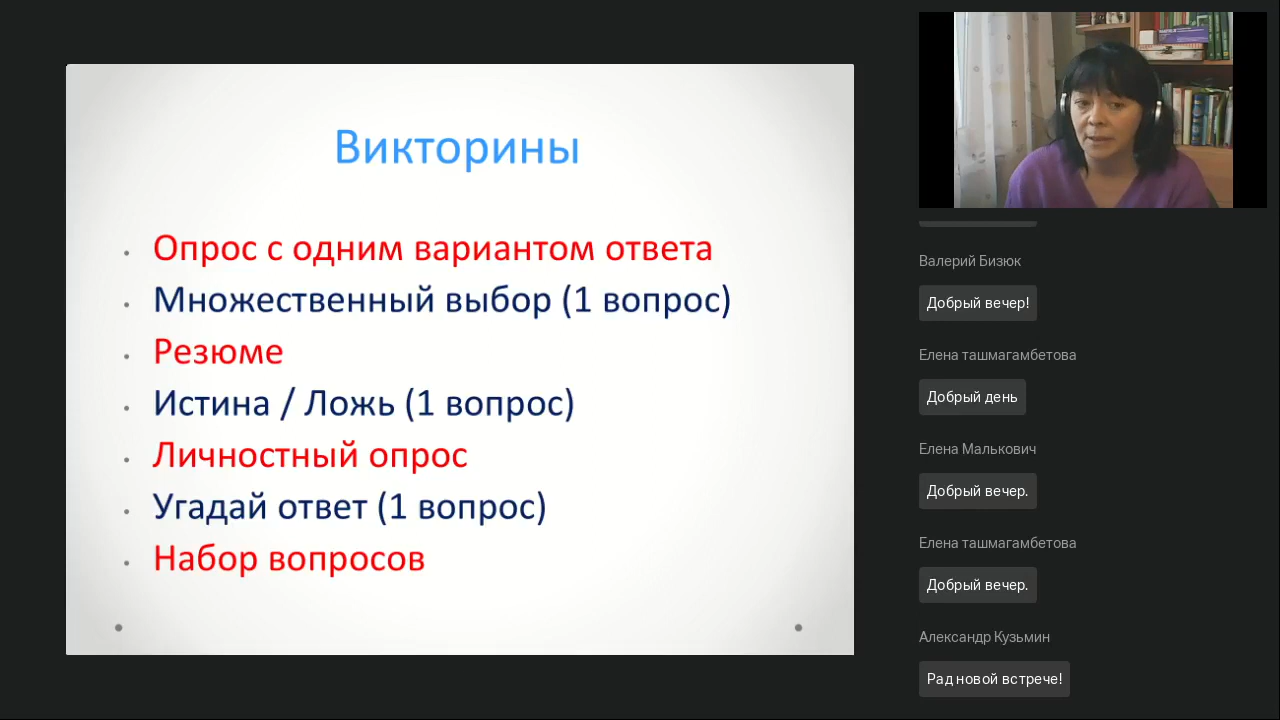 Викторины
Опрос с одним вариантом ответа
Множественный выбор (1 вопрос)
Резюме
Истина / Ложь (1 вопрос)
Личностный опрос
Угадай ответ (1 вопрос)
Набор вопросов
Валерий Бизюк
Добрый вечер!
Елена ташмагамбетова
Добрый день
Елена Малькович
Добрый вечер.
Елена ташмагамбетова
Добрый вечер.
Александр Кузьмин
Рад новой встрече!